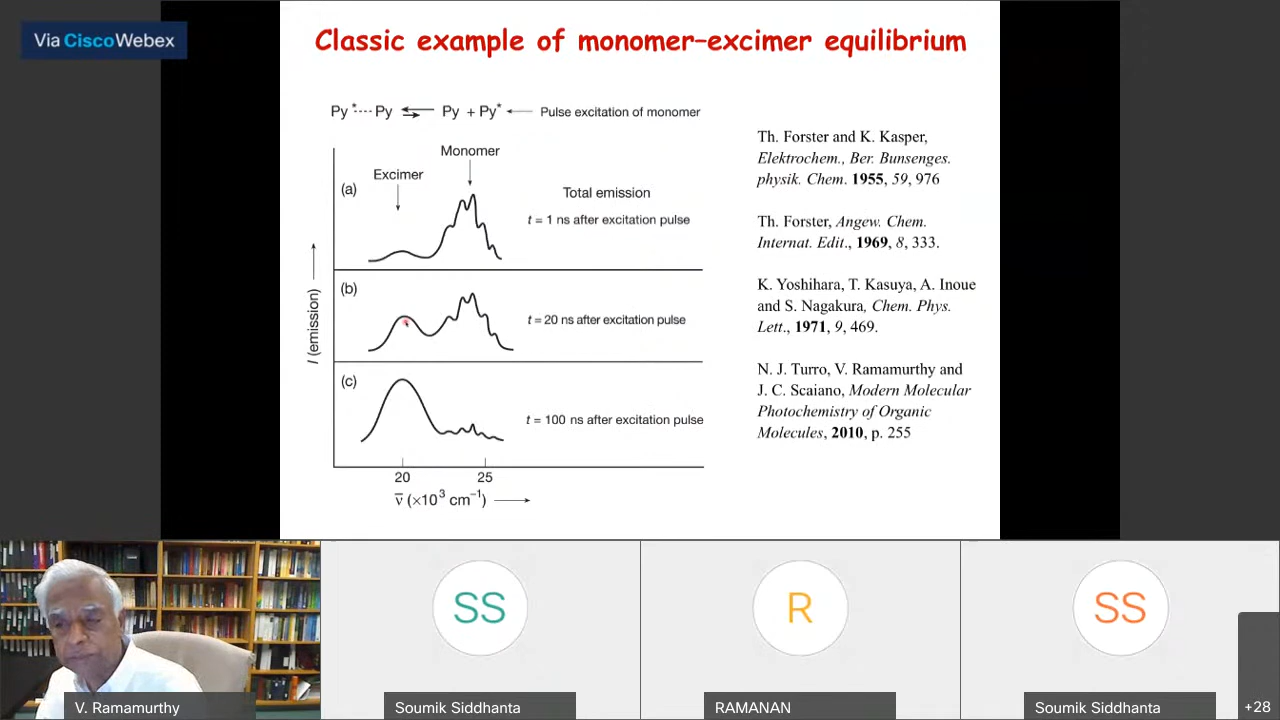 Via CiscoWebex
Classic example of monomer–excimer equilibrium
Py *---- Py ⇌ Py + Py* ← Pulse excitation of monomer
Monomer
Excimer
(a)
Total emission
t = 1 ns after excitation pulse
(b)
t = 20 ns after excitation pulse
(c)
t = 100 ns after excitation pulse
I (emission)
20 25
ν̅ (×10³ cm⁻¹)
Th. Forster and K. Kasper,
Elektrochem., Ber. Bunsenges.
physik. Chem. 1955, 59, 976
Th. Forster, Angew. Chem.
Internat. Edit., 1969, 8, 333.
K. Yoshihara, T. Kasuya, A. Inoue
and S. Nagakura, Chem. Phys.
Lett., 1971, 9, 469.
N. J. Turro, V. Ramamurthy and
J. C. Scaiano, Modern Molecular
Photochemistry of Organic
Molecules, 2010, p. 255
SS
R
SS
V. Ramamurthy
Soumik Siddhanta
RAMANAN
Soumik Siddhanta
+28